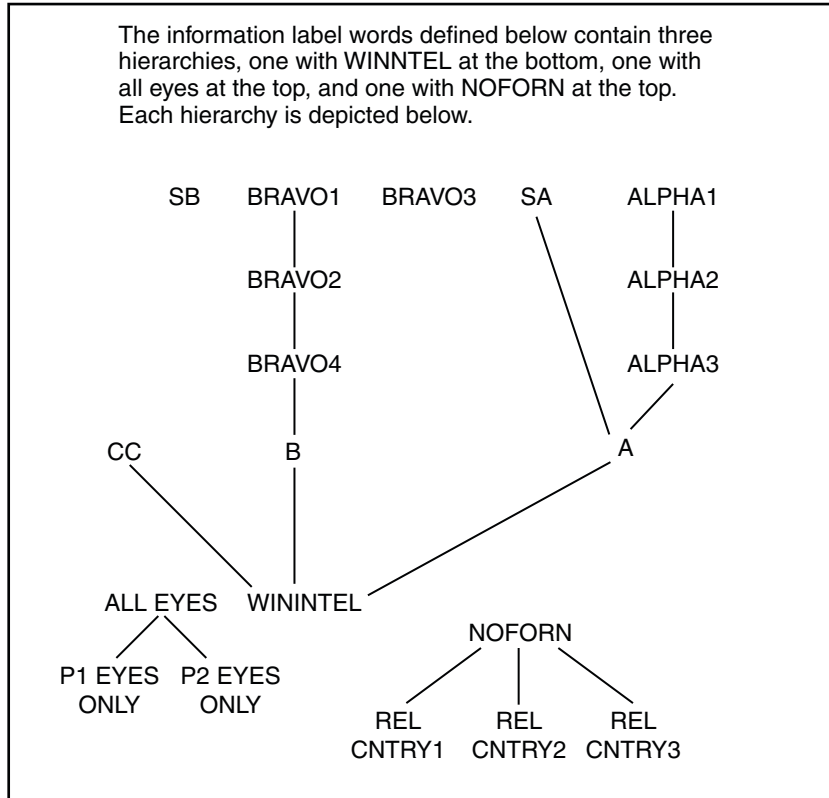 The information label words defined below contain three
hierarchies, one with WINNTEL at the bottom, one with
all eyes at the top, and one with NOFORN at the top.
Each hierarchy is depicted below.
SB BRAVO1 BRAVO3 SA ALPHA1
BRAVO2 ALPHA2
BRAVO4 ALPHA3
CC B A
ALL EYES WININTEL
NOFORN
P1 EYES P2 EYES
ONLY ONLY
REL REL REL
CNTRY1 CNTRY2 CNTRY3